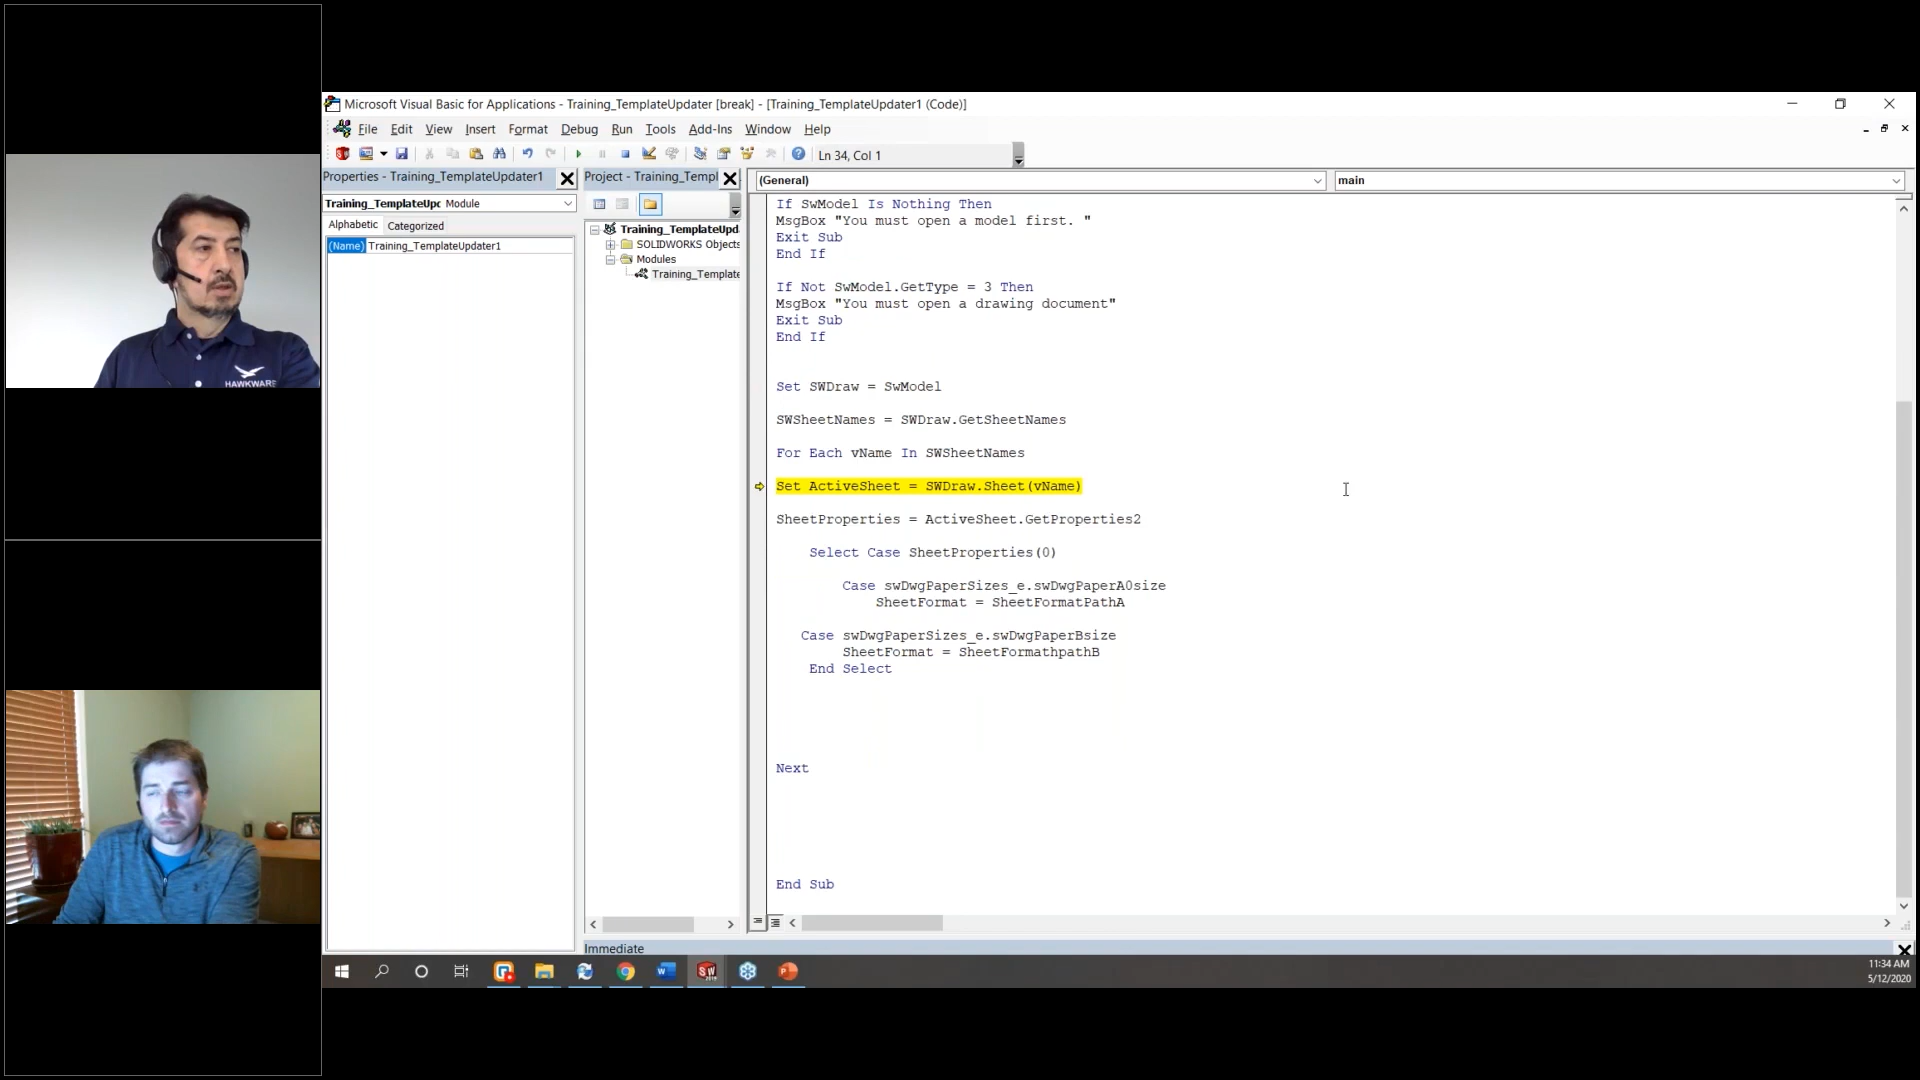 HAWKWARE
Microsoft Visual Basic for Applications - Training_TemplateUpdater [break] - [Training_TemplateUpdater1 (Code)]
File Edit View Insert Format Debug Run Tools Add-Ins Window Help
Ln 34, Col 1
Properties - Training_TemplateUpdater1
Training_TemplateUpc Module
Alphabetic Categorized
(Name) Training_TemplateUpdater1
Project - Training_Templ
Training_TemplateUpd
SOLIDWORKS Objects
Modules
Training_Template
(General) main
If SwModel Is Nothing Then
MsgBox "You must open a model first. "
Exit Sub
End If
If Not SwModel.GetType = 3 Then
MsgBox "You must open a drawing document"
Exit Sub
End If
Set SWDraw = SwModel
SWSheetNames = SWDraw.GetSheetNames
For Each vName In SWSheetNames
Set ActiveSheet = SWDraw.Sheet(vName)
SheetProperties = ActiveSheet.GetProperties2
Select Case SheetProperties(0)
Case swDwgPaperSizes_e.swDwgPaperA0size
SheetFormat = SheetFormatPathA
Case swDwgPaperSizes_e.swDwgPaperBsize
SheetFormat = SheetFormathpathB
End Select
Next
End Sub
Immediate
11:34 AM
5/12/2020